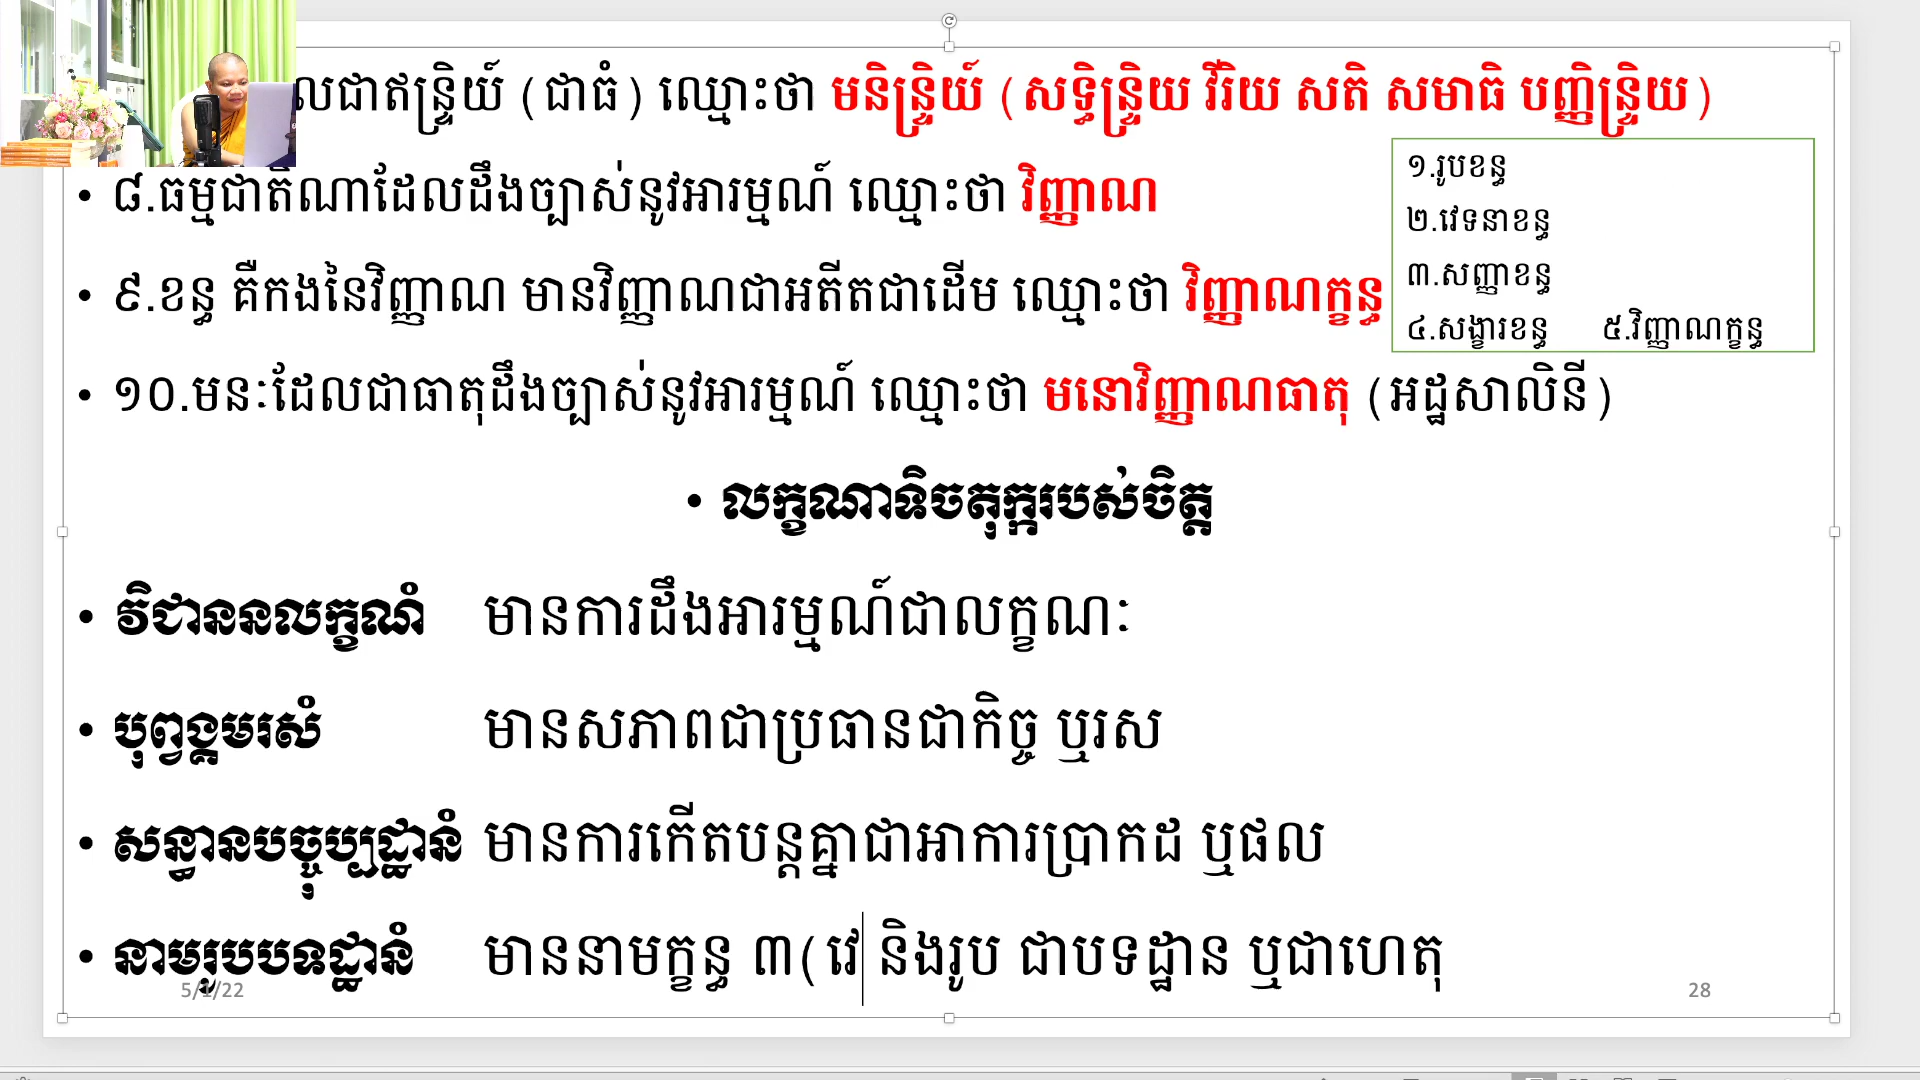 លជាឥន្ទ្រិយ៍ (ជាធំ) ឈ្មោះថា មនិន្ទ្រិយ៍ (សទ្ធិន្ទ្រិយ វីរិយ សតិ សមាធិ បញ្ញិន្ទ្រិយ)
• ៨.ធម្មជាតិណាដែលដឹងច្បាស់នូវអារម្មណ៍ ឈ្មោះថា វិញ្ញាណ
• ៩.ខន្ធ គឺកងនៃវិញ្ញាណ មានវិញ្ញាណជាអតីតជាដើម ឈ្មោះថា វិញ្ញាណក្ខន្ធ
១.រូបខន្ធ
២.វេទនាខន្ធ
៣.សញ្ញាខន្ធ
៤.សង្ខារខន្ធ ៥.វិញ្ញាណក្ខន្ធ
• ១០.មនៈដែលជាធាតុដឹងច្បាស់នូវអារម្មណ៍ ឈ្មោះថា មនោវិញ្ញាណធាតុ (អដ្ឋសាលិនី)
• លក្ខណាទិចតុក្ករបស់ចិត្ត
• វិជាននលក្ខណំ មានការដឹងអារម្មណ៍ជាលក្ខណៈ
• បុព្វង្គមរសំ មានសភាពជាប្រធានជាកិច្ច ឬរស
• សន្ធានបច្ចុប្បដ្ឋានំ មានការកើតបន្តគ្នាជាអាការប្រាកដ ឬផល
• នាមរូបបទដ្ឋានំ មាននាមក្ខន្ធ ៣(វេ និងរូប ជាបទដ្ឋាន ឬជាហេតុ
5/1/22
28